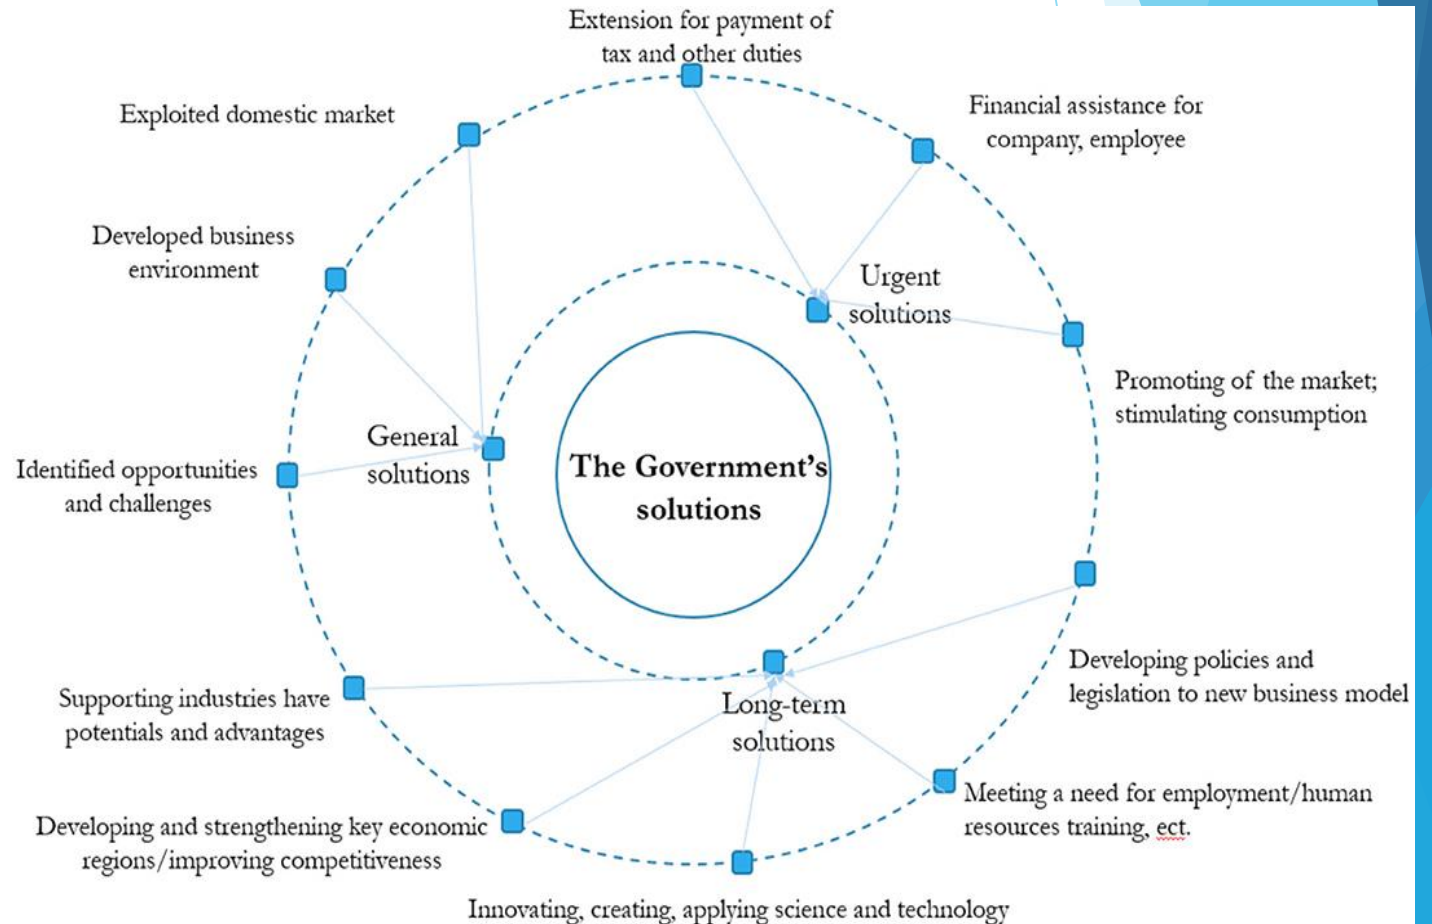 Extension for payment of
tax and other duties
Exploited domestic market
Financial assistance for
company, employee
Developed business
environment
Urgent
solutions
Promoting of the market;
stimulating consumption
General
solutions
Identified opportunities
and challenges
The Government's
solutions
Developing policies and
legislation to new business model
Supporting industries have
potentials and advantages
Long-term
solutions
Meeting a need for employment/human
resources training, ect.
Developing and strengthening key economic
regions/improving competitiveness
Innovating, creating, applying science and technology